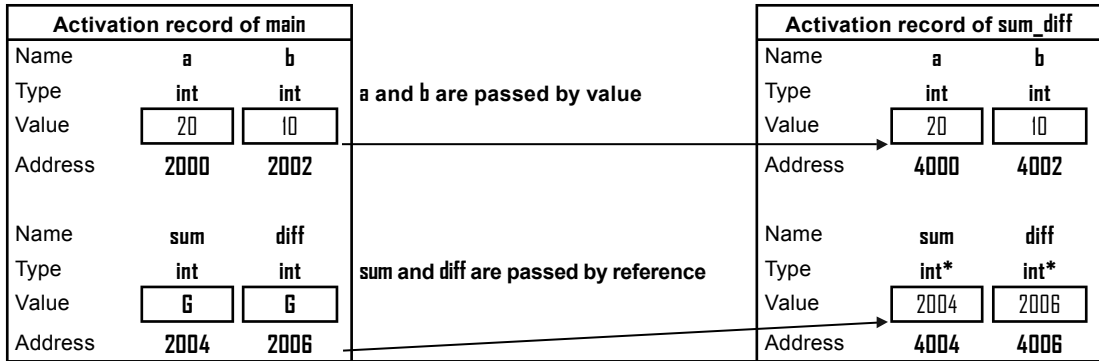 Activation record of main
Name a b
Type int int
Value 20 10
Address 2000 2002
Name sum diff
Type int int
Value G G
Address 2004 2006
a and b are passed by value
sum and diff are passed by reference
Activation record of sum_diff
Name a b
Type int int
Value 20 10
Address 4000 4002
Name sum diff
Type int* int*
Value 2004 2006
Address 4004 4006